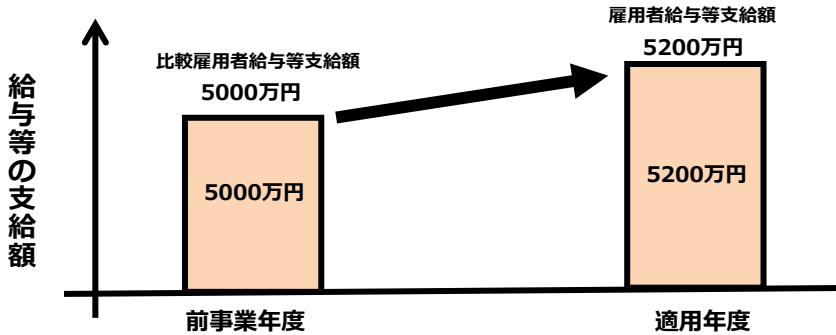 雇用者給与等支給額
5200万円
比較雇用者給与等支給額
5000万円
給与等の支給額
5000万円
5200万円
前事業年度
適用年度